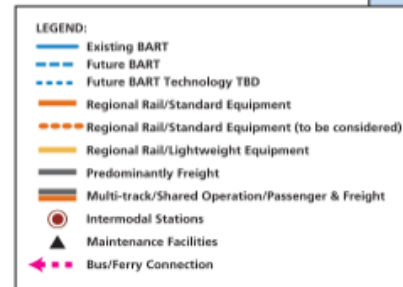 LEGEND:
Existing BART
Future BART
Future BART Technology TBD
Regional Rail/Standard Equipment
Regional Rail/Standard Equipment (to be considered)
Regional Rail/Lightweight Equipment
Predominantly Freight
Multi-track/Shared Operation/Passenger & Freight
Intermodal Stations
Maintenance Facilities
Bus/Ferry Connection